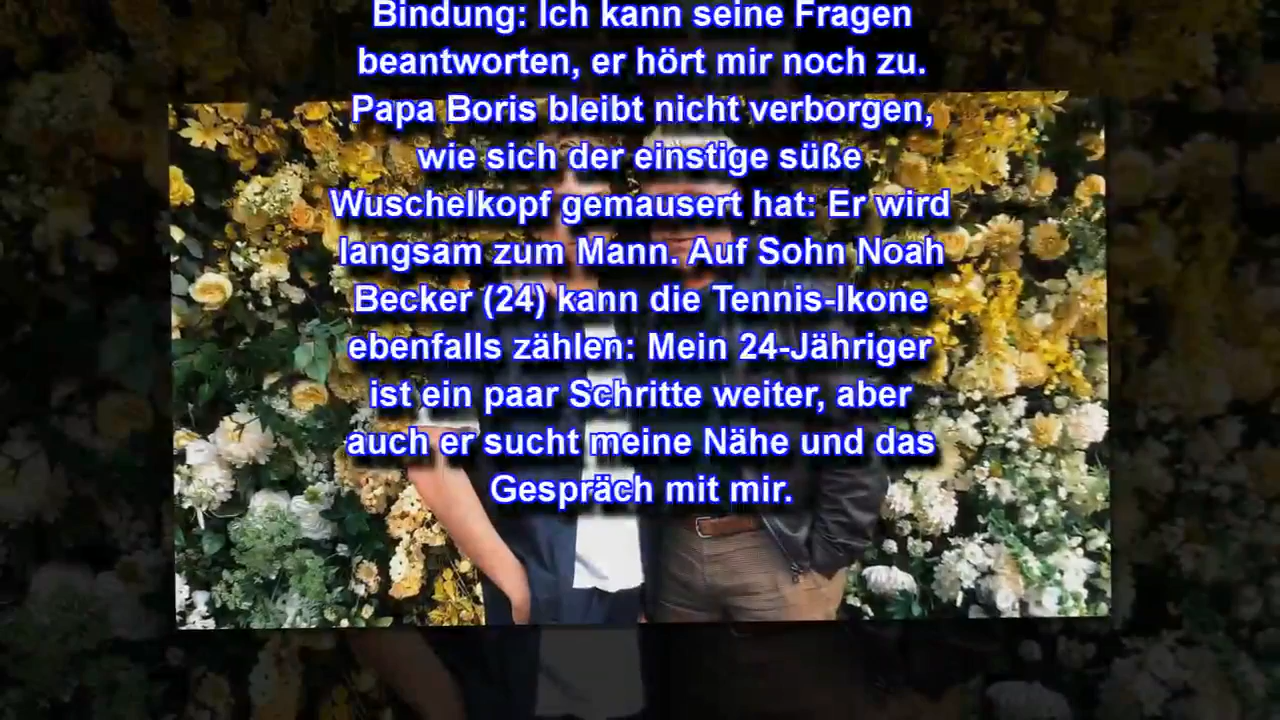 Bindung: Ich kann seine Fragen
beantworten, er hört mir noch zu.
Papa Boris bleibt nicht verborgen,
wie sich der einstige süße
Wuschelkopf gemausert hat: Er wird
langsam zum Mann. Auf Sohn Noah
Becker (24) kann die Tennis-Ikone
ebenfalls zählen: Mein 24-Jähriger
ist ein paar Schritte weiter, aber
auch er sucht meine Nähe und das
Gespräch mit mir.